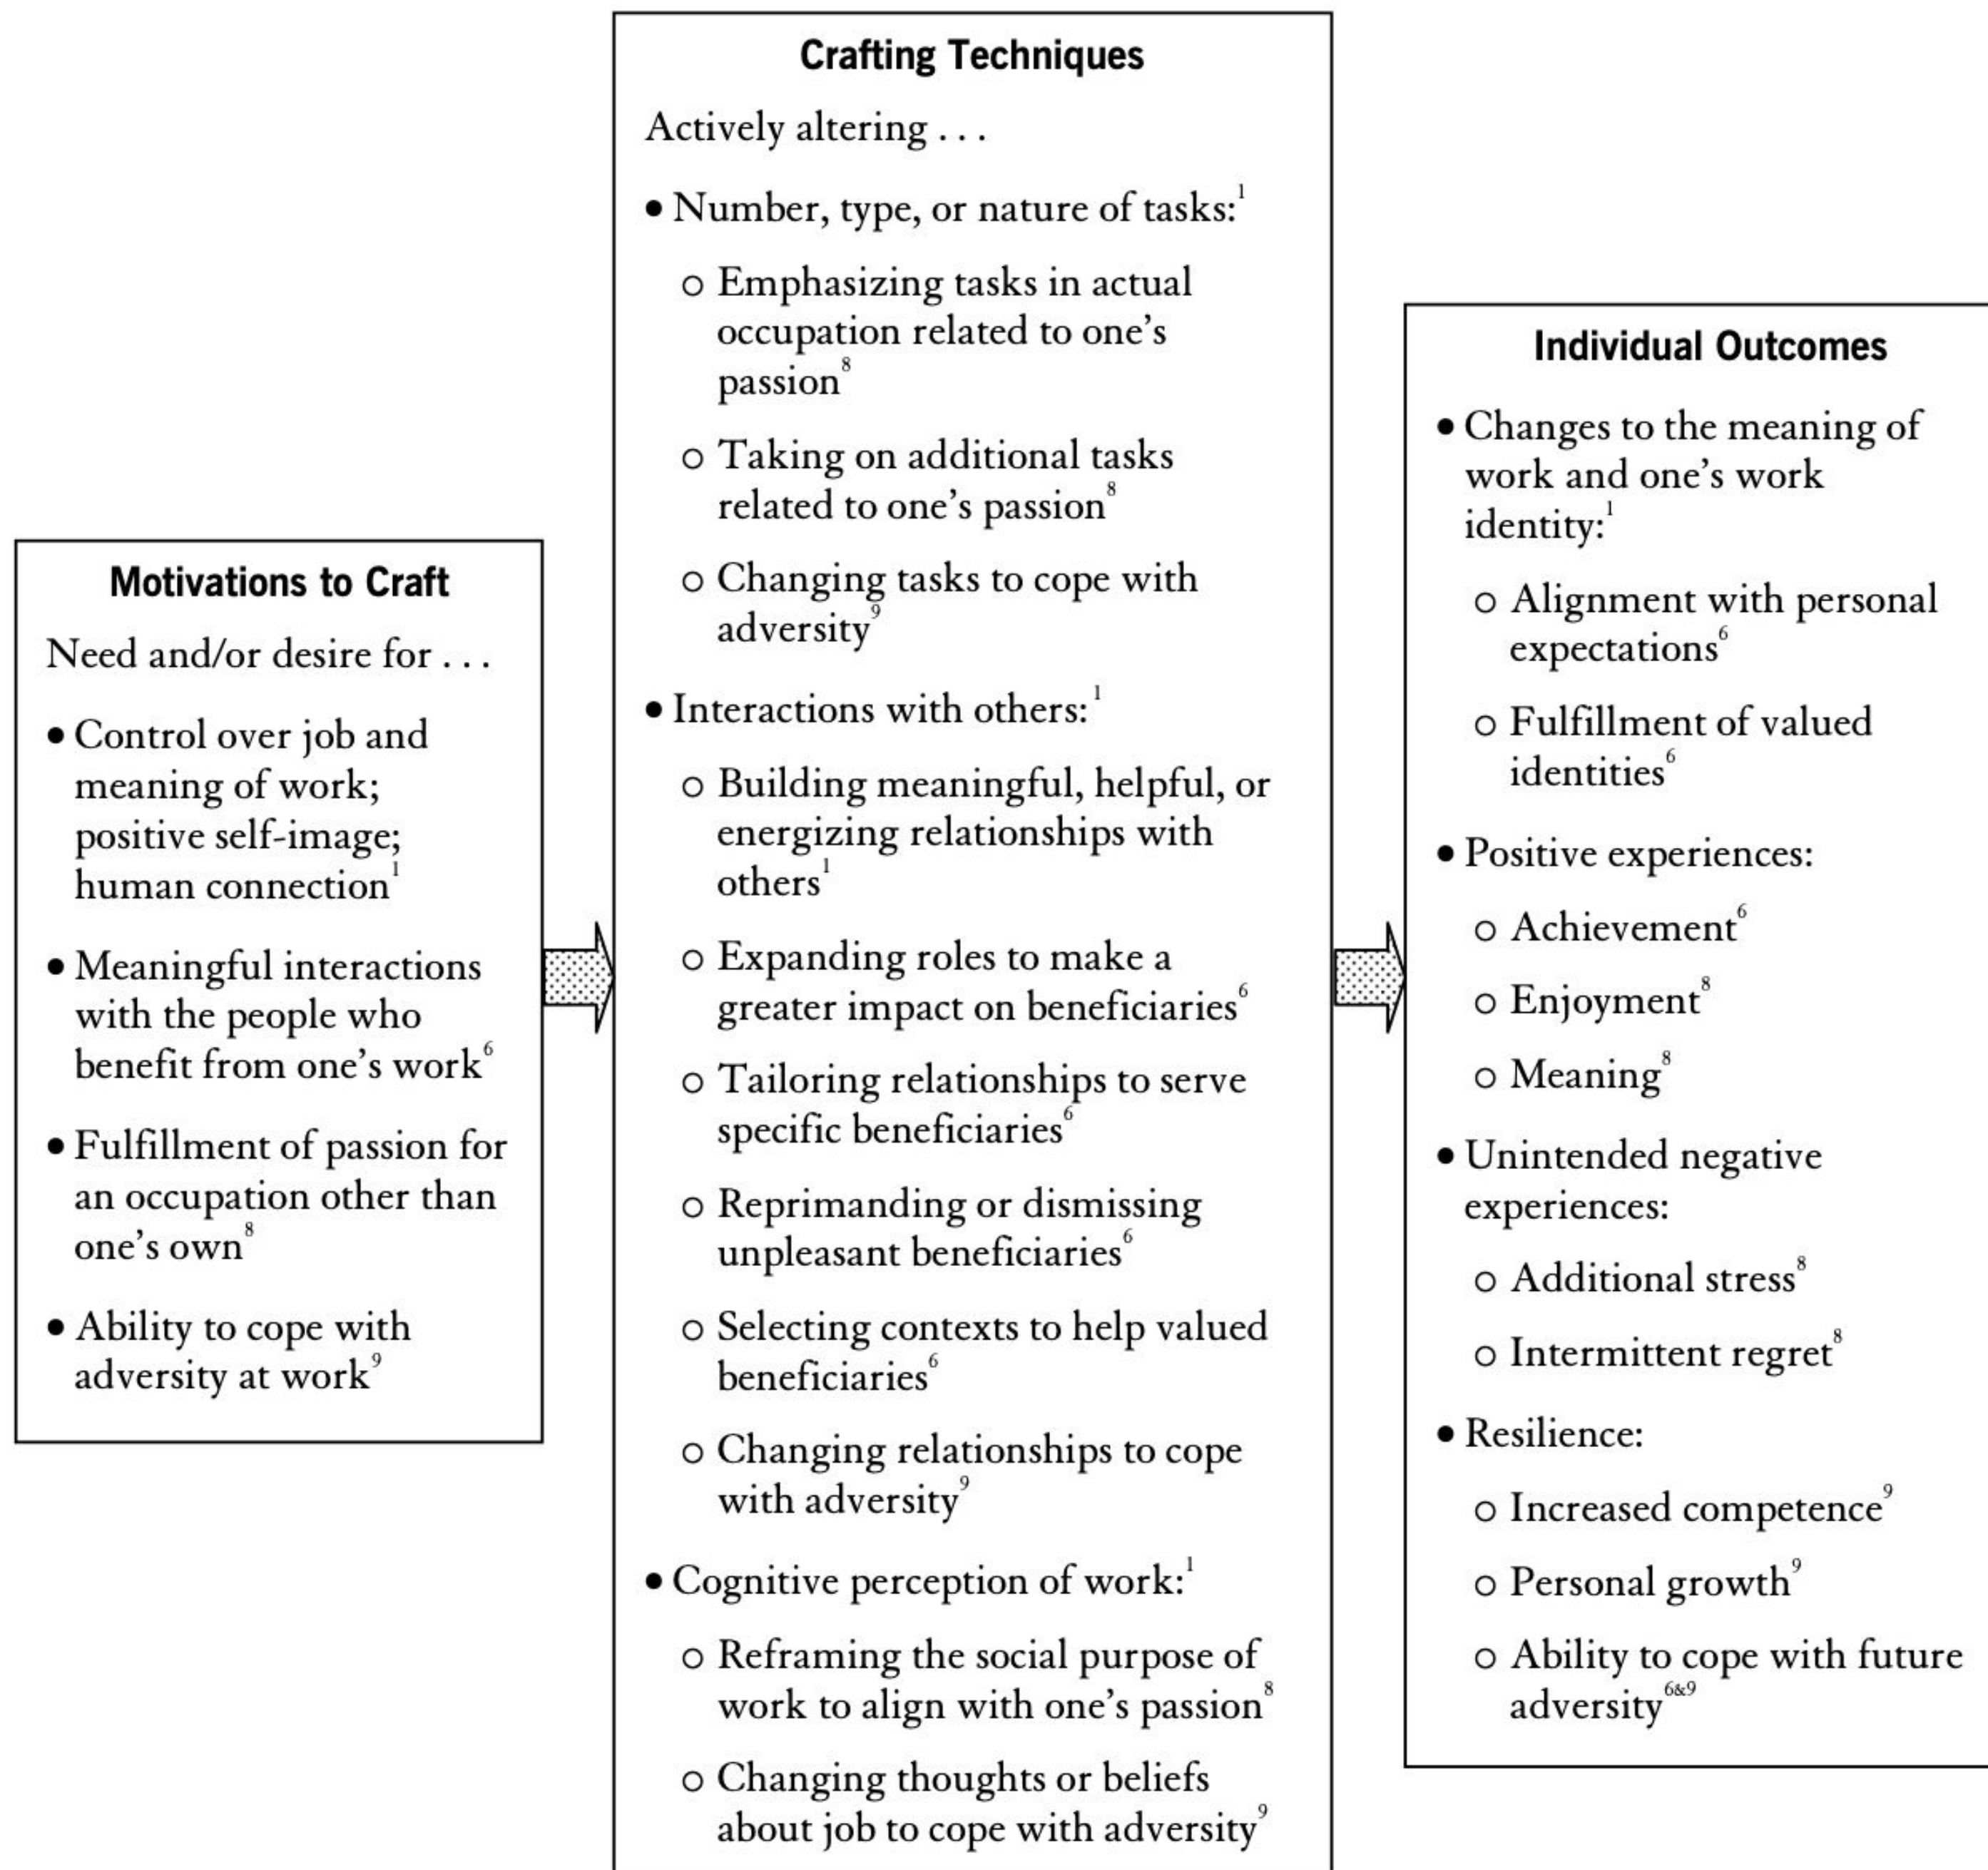 Motivations to Craft
Need and/or desire for . . .
• Control over job and
meaning of work;
positive self-image;
human connection¹
• Meaningful interactions
with the people who
benefit from one’s work⁶
• Fulfillment of passion for
an occupation other than
one’s own⁸
• Ability to cope with
adversity at work⁹
Crafting Techniques
Actively altering . . .
• Number, type, or nature of tasks:¹
○ Emphasizing tasks in actual
occupation related to one’s
passion⁸
○ Taking on additional tasks
related to one’s passion⁸
○ Changing tasks to cope with
adversity⁹
• Interactions with others:¹
○ Building meaningful, helpful, or
energizing relationships with
others¹
○ Expanding roles to make a
greater impact on beneficiaries⁶
○ Tailoring relationships to serve
specific beneficiaries⁶
○ Reprimanding or dismissing
unpleasant beneficiaries⁶
○ Selecting contexts to help valued
beneficiaries⁶
○ Changing relationships to cope
with adversity⁹
• Cognitive perception of work:¹
○ Reframing the social purpose of
work to align with one’s passion⁸
○ Changing thoughts or beliefs
about job to cope with adversity⁹
Individual Outcomes
• Changes to the meaning of
work and one’s work
identity:¹
○ Alignment with personal
expectations⁶
○ Fulfillment of valued
identities⁶
• Positive experiences:
○ Achievement⁶
○ Enjoyment⁸
○ Meaning⁸
• Unintended negative
experiences:
○ Additional stress⁸
○ Intermittent regret⁸
• Resilience:
○ Increased competence⁹
○ Personal growth⁹
○ Ability to cope with future
adversity⁶&⁹